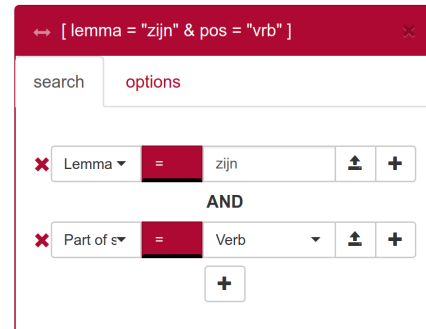 [ lemma = "zijn" & pos = "vrb" ]
search options
Lemma = zijn
AND
Part of s = Verb